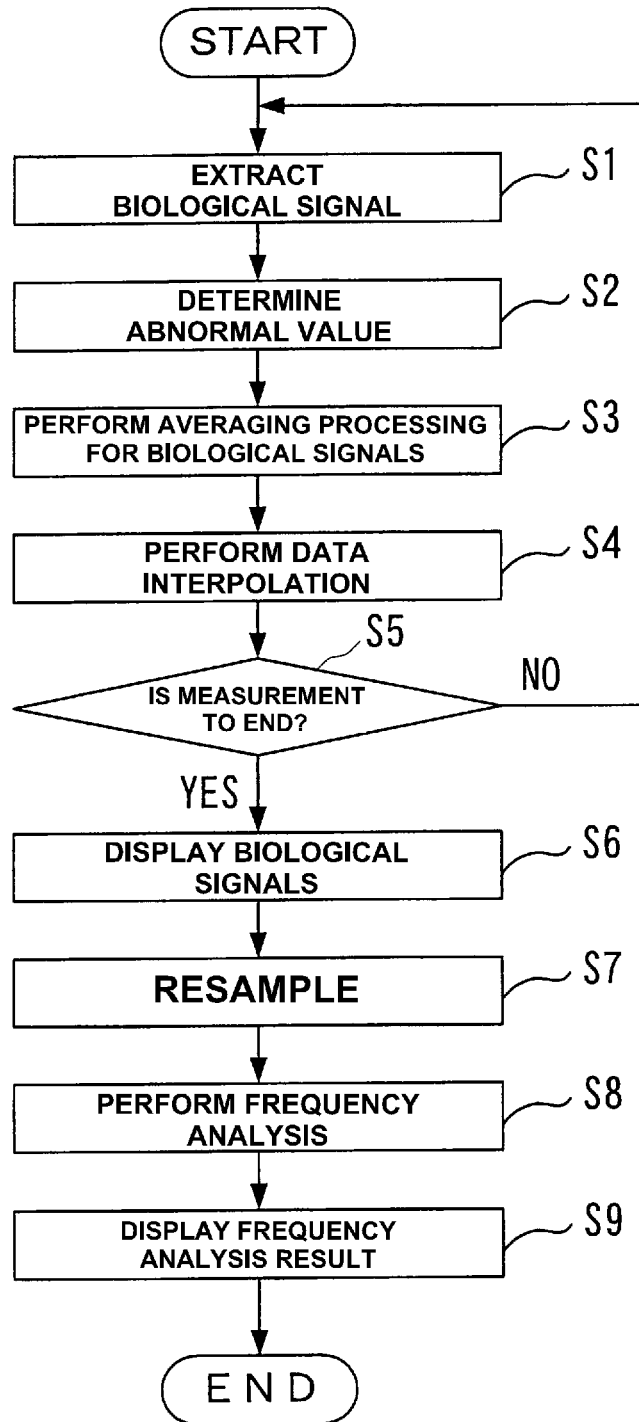 START
EXTRACT
BIOLOGICAL SIGNAL
S1
DETERMINE
ABNORMAL VALUE
S2
PERFORM AVERAGING PROCESSING
FOR BIOLOGICAL SIGNALS
S3
PERFORM DATA
INTERPOLATION
S4
S5
IS MEASUREMENT
TO END?
NO
YES
DISPLAY BIOLOGICAL
SIGNALS
S6
RESAMPLE
S7
PERFORM FREQUENCY
ANALYSIS
S8
DISPLAY FREQUENCY
ANALYSIS RESULT
S9
END